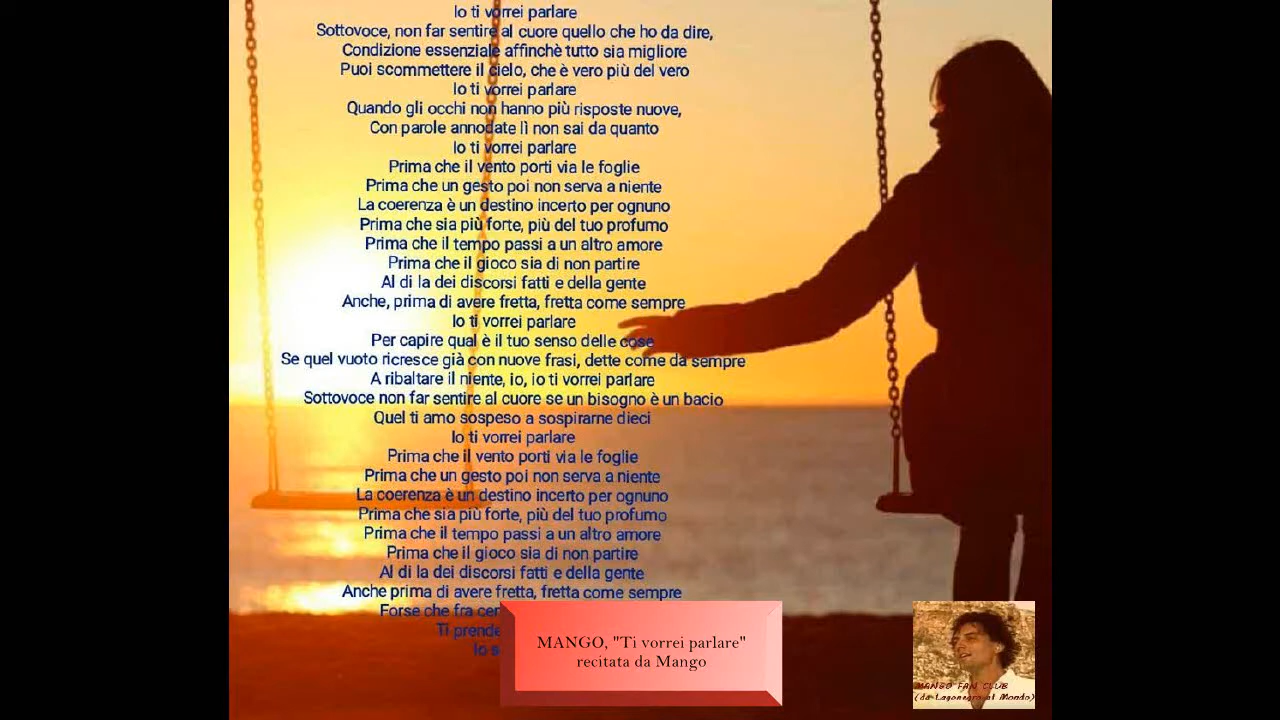 Io ti vorrei parlare
Sottovoce, non far sentire al cuore quello che ho da dire,
Condizione essenziale affinchè tutto sia migliore
Puoi scommettere il cielo, che è vero più del vero
Io ti vorrei parlare
Quando gli occhi non hanno più risposte nuove,
Con parole annodate lì non sai da quanto
Io ti vorrei parlare
Prima che il vento porti via le foglie
Prima che un gesto poi non serva a niente
La coerenza è un destino incerto per ognuno
Prima che sia più forte, più del tuo profumo
Prima che il tempo passi a un altro amore
Prima che il gioco sia di non partire
Al di la dei discorsi fatti e della gente
Anche, prima di avere fretta, fretta come sempre
Io ti vorrei parlare
Per capire qual è il tuo senso delle cose
Se quel vuoto ricresce già con nuove frasi, dette come da sempre
A ribaltare il niente, io, io ti vorrei parlare
Sottovoce non far sentire al cuore se un bisogno è un bacio
Quel ti amo sospeso a sospirarne dieci
Io ti vorrei parlare
Prima che il vento porti via le foglie
Prima che un gesto poi non serva a niente
La coerenza è un destino incerto per ognuno
Prima che sia più forte, più del tuo profumo
Prima che il tempo passi a un altro amore
Prima che il gioco sia di non partire
Al di la dei discorsi fatti e della gente
Anche prima di avere fretta, fretta come sempre
Forse che fra
Ti
Io
MANGO, "Ti vorrei parlare"
recitata da Mango
MANGO FAN CLUB
(da Lagonegro al Mondo)